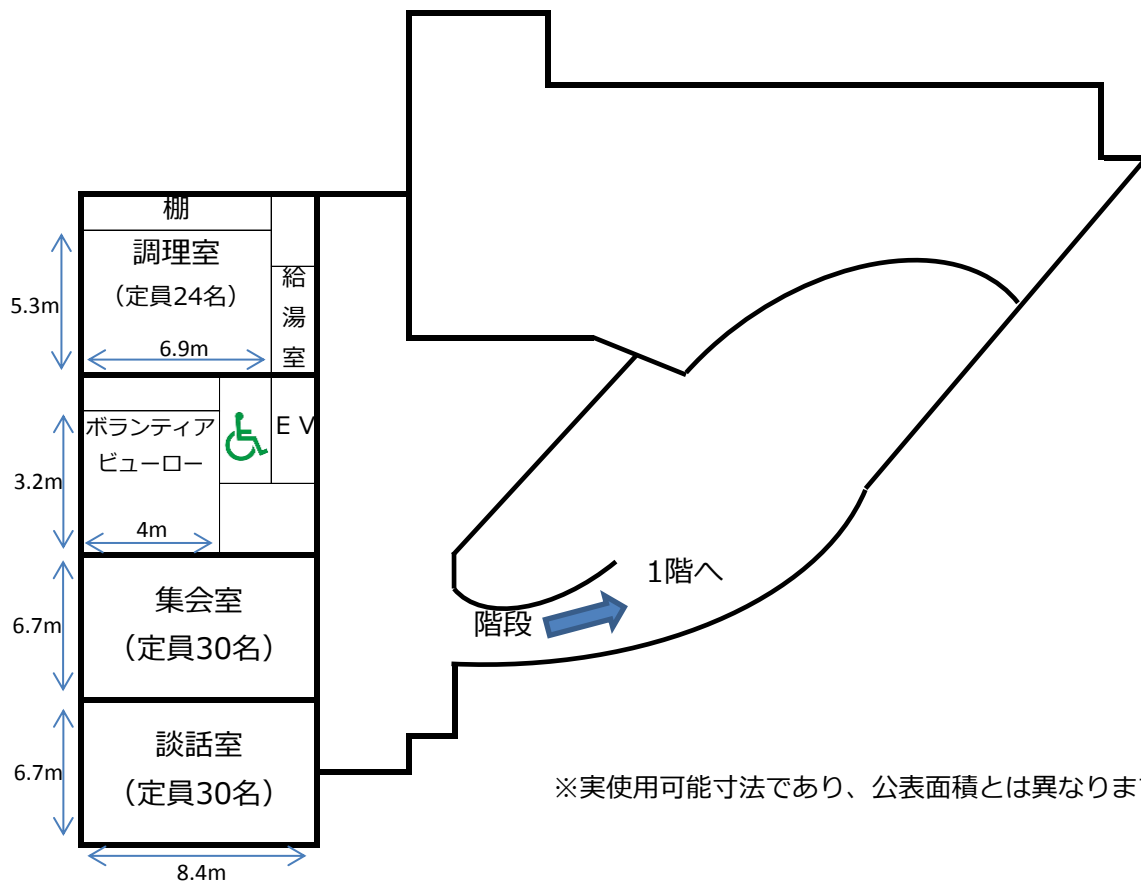 棚
調理室
（定員24名）
給湯室
5.3m
6.9m
ボランティア
ビューロー
ＥＶ
3.2m
4m
集会室
（定員30名）
6.7m
1階へ
階段
談話室
（定員30名）
6.7m
8.4m
※実使用可能寸法であり、公表面積とは異なりま